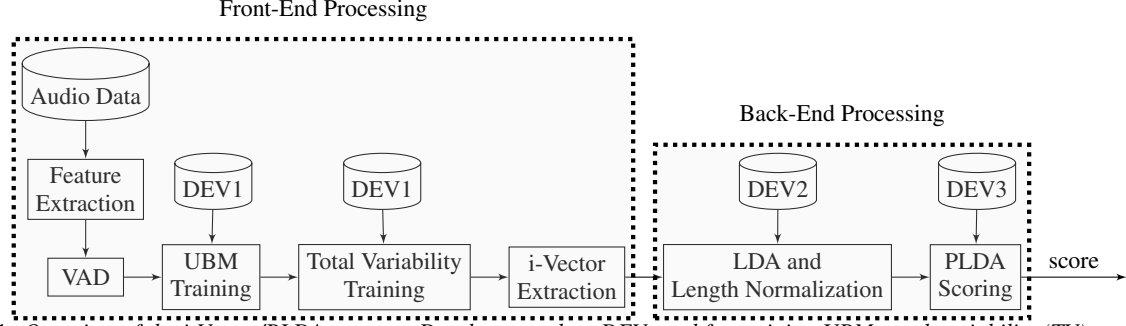 Front-End Processing
Audio Data
Feature
Extraction
VAD
DEV1
UBM
Training
DEV1
Total Variability
Training
i-Vector
Extraction
Back-End Processing
DEV2
LDA and
Length Normalization
DEV3
PLDA
Scoring
score